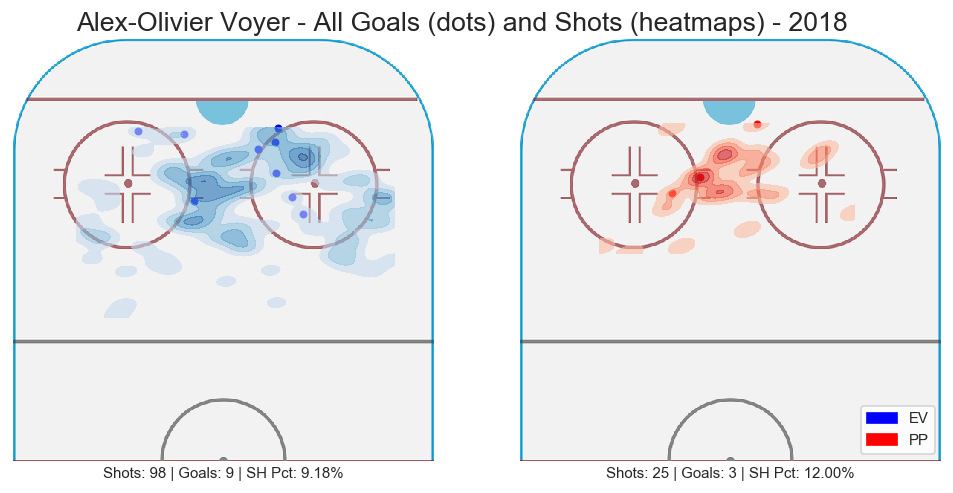 Alex-Olivier Voyer - All Goals (dots) and Shots (heatmaps) - 2018
EV
PP
Shots: 98 | Goals: 9 | SH Pct: 9.18%
Shots: 25 | Goals: 3 | SH Pct: 12.00%